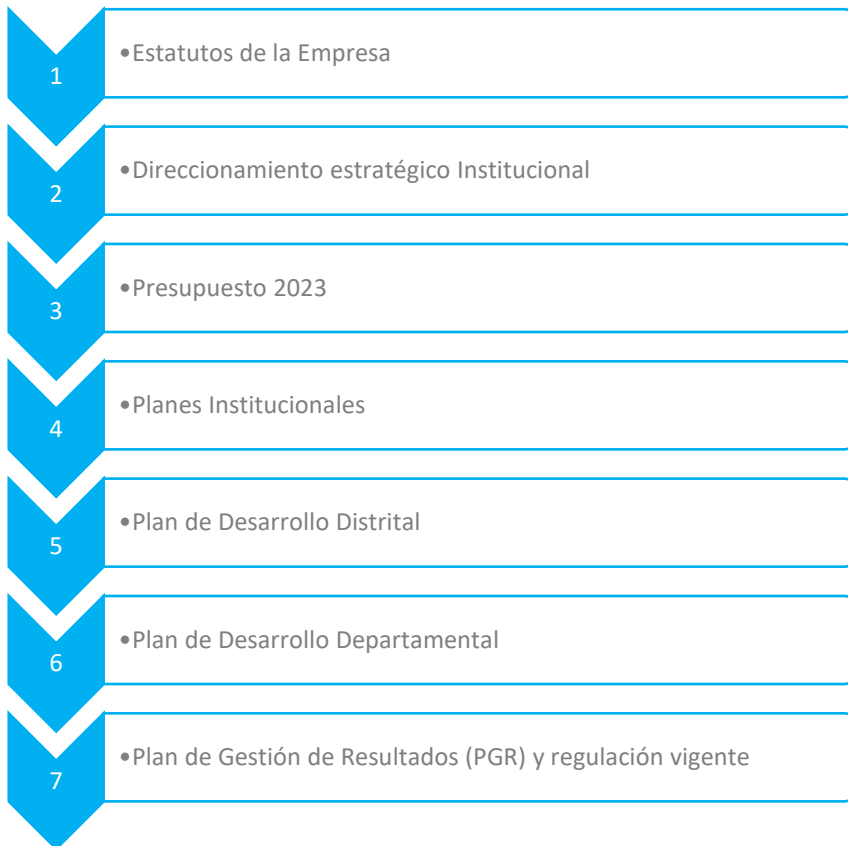 1
•Estatutos de la Empresa
2
•Direccionamiento estratégico Institucional
3
•Presupuesto 2023
4
•Planes Institucionales
5
•Plan de Desarrollo Distrital
6
•Plan de Desarrollo Departamental
7
•Plan de Gestión de Resultados (PGR) y regulación vigente